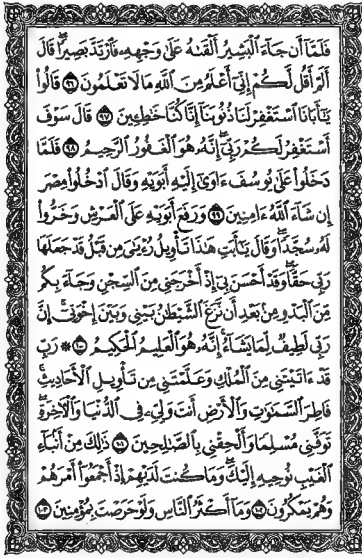 فَلَمَّآ أَن جَآءَ ٱلْبَشِيرُ أَلْقَىٰهُ عَلَىٰ وَجْهِهِۦ فَٱرْتَدَّ بَصِيرًا ۖ قَالَ
أَلَمْ أَقُل لَّكُمْ إِنِّىٓ أَعْلَمُ مِنَ ٱللَّهِ مَا لَا تَعْلَمُونَ ۝٩٦ قَالُوا۟
يَـٰٓأَبَانَا ٱسْتَغْفِرْ لَنَا ذُنُوبَنَآ إِنَّا كُنَّا خَـٰطِـِٔينَ ۝٩٧ قَالَ سَوْفَ
أَسْتَغْفِرُ لَكُمْ رَبِّىٓ ۖ إِنَّهُۥ هُوَ ٱلْغَفُورُ ٱلرَّحِيمُ ۝٩٨ فَلَمَّا
دَخَلُوا۟ عَلَىٰ يُوسُفَ ءَاوَىٰٓ إِلَيْهِ أَبَوَيْهِ وَقَالَ ٱدْخُلُوا۟ مِصْرَ
إِن شَآءَ ٱللَّهُ ءَامِنِينَ ۝٩٩ وَرَفَعَ أَبَوَيْهِ عَلَى ٱلْعَرْشِ وَخَرُّوا۟
لَهُۥ سُجَّدًا ۖ وَقَالَ يَـٰٓأَبَتِ هَـٰذَا تَأْوِيلُ رُءْيَـٰىَ مِن قَبْلُ قَدْ جَعَلَهَا
رَبِّى حَقًّا ۖ وَقَدْ أَحْسَنَ بِىٓ إِذْ أَخْرَجَنِى مِنَ ٱلسِّجْنِ وَجَآءَ بِكُم
مِّنَ ٱلْبَدْوِ مِنۢ بَعْدِ أَن نَّزَغَ ٱلشَّيْطَـٰنُ بَيْنِى وَبَيْنَ إِخْوَتِىٓ ۚ إِنَّ
رَبِّى لَطِيفٌ لِّمَا يَشَآءُ ۚ إِنَّهُۥ هُوَ ٱلْعَلِيمُ ٱلْحَكِيمُ ۝١٠٠ ۞ رَبِّ
قَدْ ءَاتَيْتَنِى مِنَ ٱلْمُلْكِ وَعَلَّمْتَنِى مِن تَأْوِيلِ ٱلْأَحَادِيثِ ۚ
فَاطِرَ ٱلسَّمَـٰوَٰتِ وَٱلْأَرْضِ أَنتَ وَلِىِّۦ فِى ٱلدُّنْيَا وَٱلْـَٔاخِرَةِ ۖ
تَوَفَّنِى مُسْلِمًا وَأَلْحِقْنِى بِٱلصَّـٰلِحِينَ ۝١٠١ ذَٰلِكَ مِنْ أَنۢبَآءِ
ٱلْغَيْبِ نُوحِيهِ إِلَيْكَ ۖ وَمَا كُنتَ لَدَيْهِمْ إِذْ أَجْمَعُوٓا۟ أَمْرَهُمْ
وَهُمْ يَمْكُرُونَ ۝١٠٢ وَمَآ أَكْثَرُ ٱلنَّاسِ وَلَوْ حَرَصْتَ بِمُؤْمِنِينَ ۝١٠٣